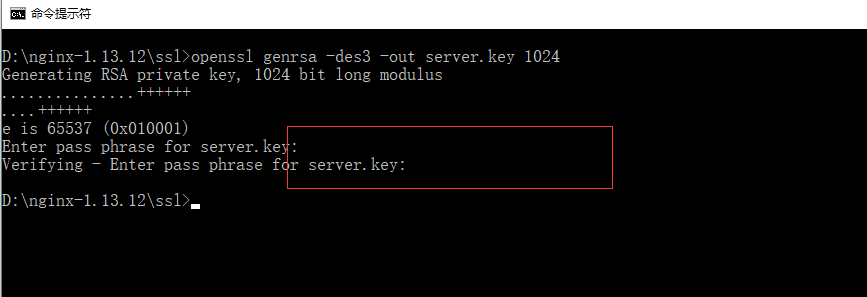 命令提示符
D:\nginx-1.13.12\ssl>openssl genrsa -des3 -out server.key 1024
Generating RSA private key, 1024 bit long modulus
...............++++++
....++++++
e is 65537 (0x010001)
Enter pass phrase for server.key:
Verifying - Enter pass phrase for server.key:
D:\nginx-1.13.12\ssl>